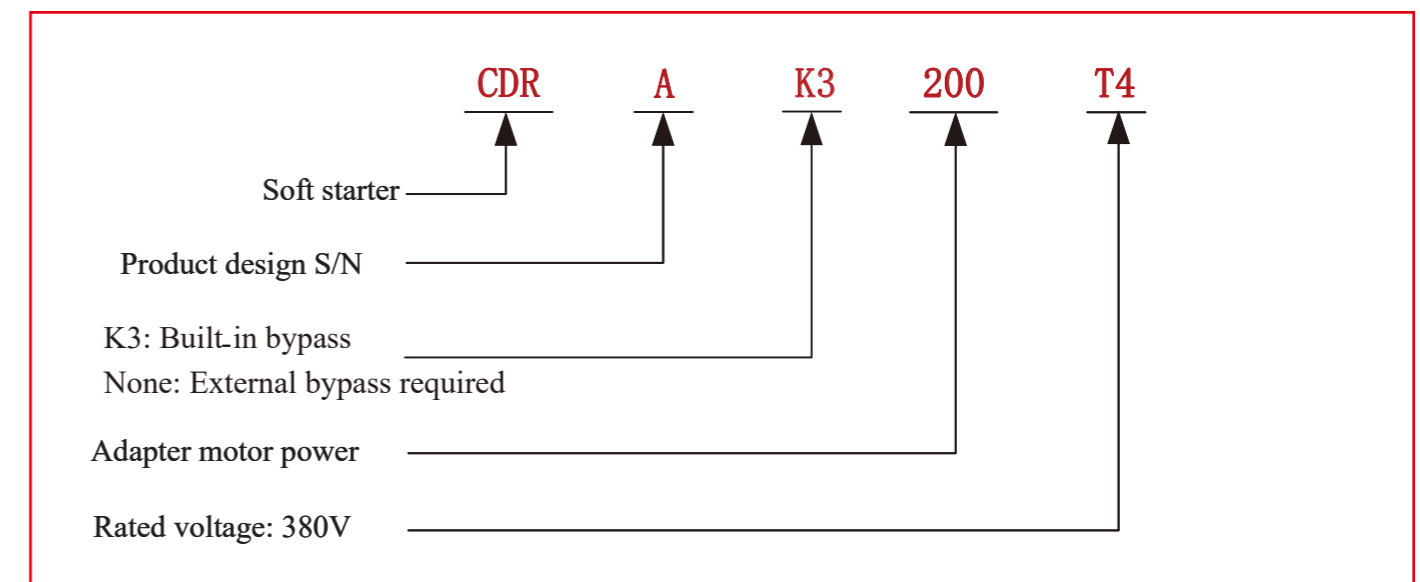 CDR A K3 200 T4
Soft starter
Product design S/N
K3: Built-in bypass
None: External bypass required
Adapter motor power
Rated voltage: 380V